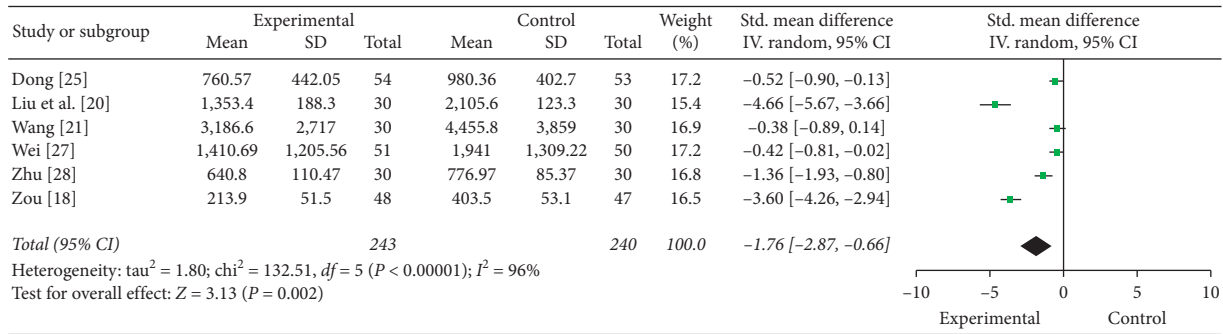 Study or subgroup Experimental Control Weight (%) Std. mean difference IV. random, 95% CI Std. mean difference IV. random, 95% CI
Mean SD Total Mean SD Total
Dong [25] 760.57 442.05 54 980.36 402.7 53 17.2 –0.52 [–0.90, –0.13]
Liu et al. [20] 1,353.4 188.3 30 2,105.6 123.3 30 15.4 –4.66 [–5.67, –3.66]
Wang [21] 3,186.6 2,717 30 4,455.8 3,859 30 16.9 –0.38 [–0.89, 0.14]
Wei [27] 1,410.69 1,205.56 51 1,941 1,309.22 50 17.2 –0.42 [–0.81, –0.02]
Zhu [28] 640.8 110.47 30 776.97 85.37 30 16.8 –1.36 [–1.93, –0.80]
Zou [18] 213.9 51.5 48 403.5 53.1 47 16.5 –3.60 [–4.26, –2.94]
Total (95% CI) 243 240 100.0 –1.76 [–2.87, –0.66]
Heterogeneity: tau² = 1.80; chi² = 132.51, df = 5 (P < 0.00001); I² = 96%
Test for overall effect: Z = 3.13 (P = 0.002)
–10 –5 0 5 10
Experimental Control